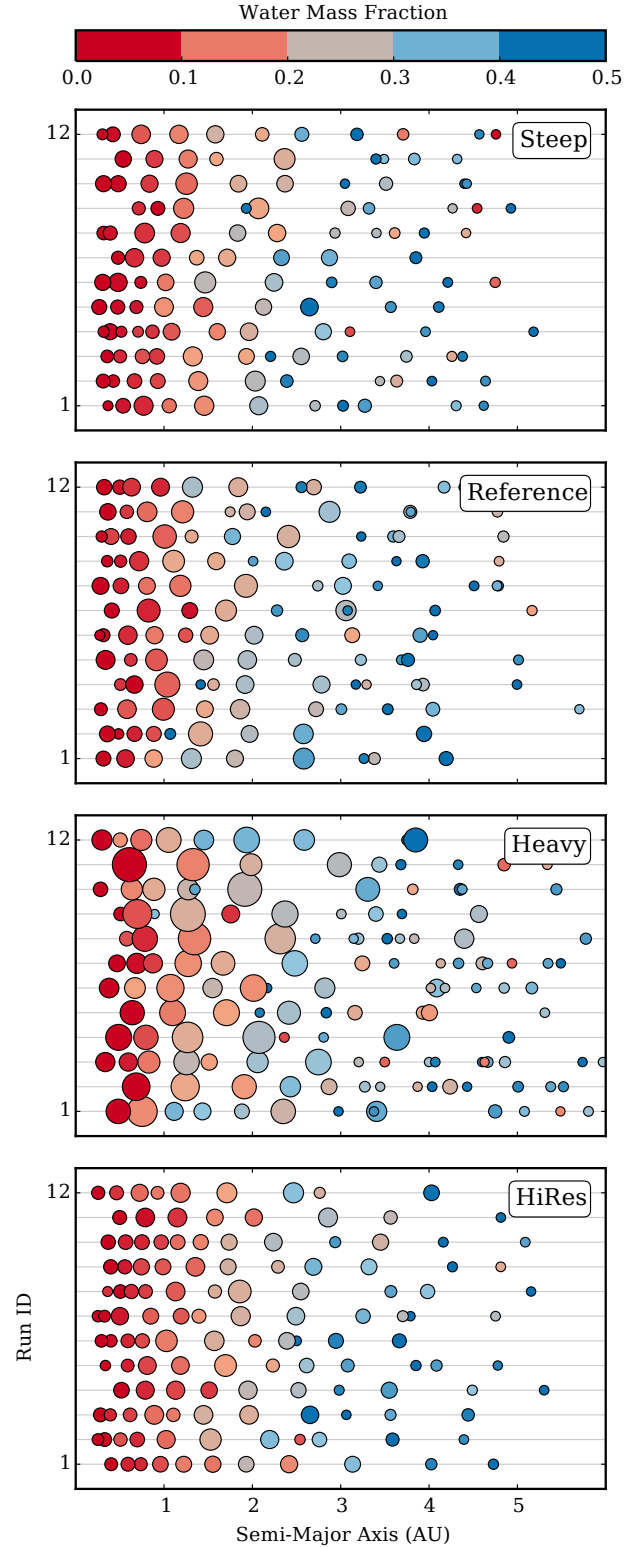 Water Mass Fraction
0.0 0.1 0.2 0.3 0.4 0.5
12
Steep
1
12
Reference
1
12
Heavy
1
12
HiRes
Run ID
1
1 2 3 4 5
Semi-Major Axis (AU)